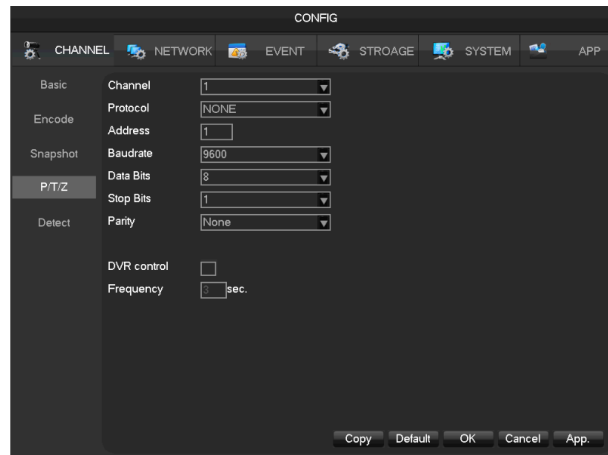 CONFIG
CHANNEL NETWORK EVENT STROAGE SYSTEM APP
Basic
Encode
Snapshot
P/T/Z
Detect
Channel 1
Protocol NONE
Address 1
Baudrate 9600
Data Bits 8
Stop Bits 1
Parity None
DVR control
Frequency 3 sec.
Copy Default OK Cancel App.